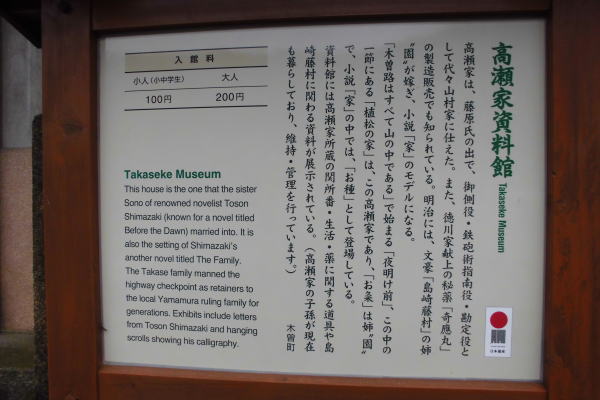 高瀬家資料館 Takaseke Museum
高瀬家は、藤原氏の出で、御側役・鉄砲術指南役・勘定役と
して代々山村家に仕えた。また、徳川家献上の秘薬「奇應丸」
の製造販売でも知られている。明治には、文豪「島崎藤村」の姉
“園”が嫁ぎ、小説「家」のモデルになる。
「木曽路はすべて山の中である」で始まる「夜明け前」、この中の
一節にある「植松の家」は、この高瀬家であり、「お粂」は姉“園”
で、小説「家」の中では、「お種」として登場している。
資料館には高瀬家所蔵の関所番・生活・薬に関する道具や島
崎藤村に関わる資料が展示されている。(高瀬家の子孫が現在
も暮らしており、維持・管理を行っています。)
木曽町
入館料
小人(小中学生) 大人
100円 200円
Takaseke Museum
This house is the one that the sister
Sono of renowned novelist Toson
Shimazaki (known for a novel titled
Before the Dawn) married into. It is
also the setting of Shimazaki's
another novel titled The Family.
The Takase family manned the
highway checkpoint as retainers to
the local Yamamura ruling family for
generations. Exhibits include letters
from Toson Shimazaki and hanging
scrolls showing his calligraphy.
日本遺産